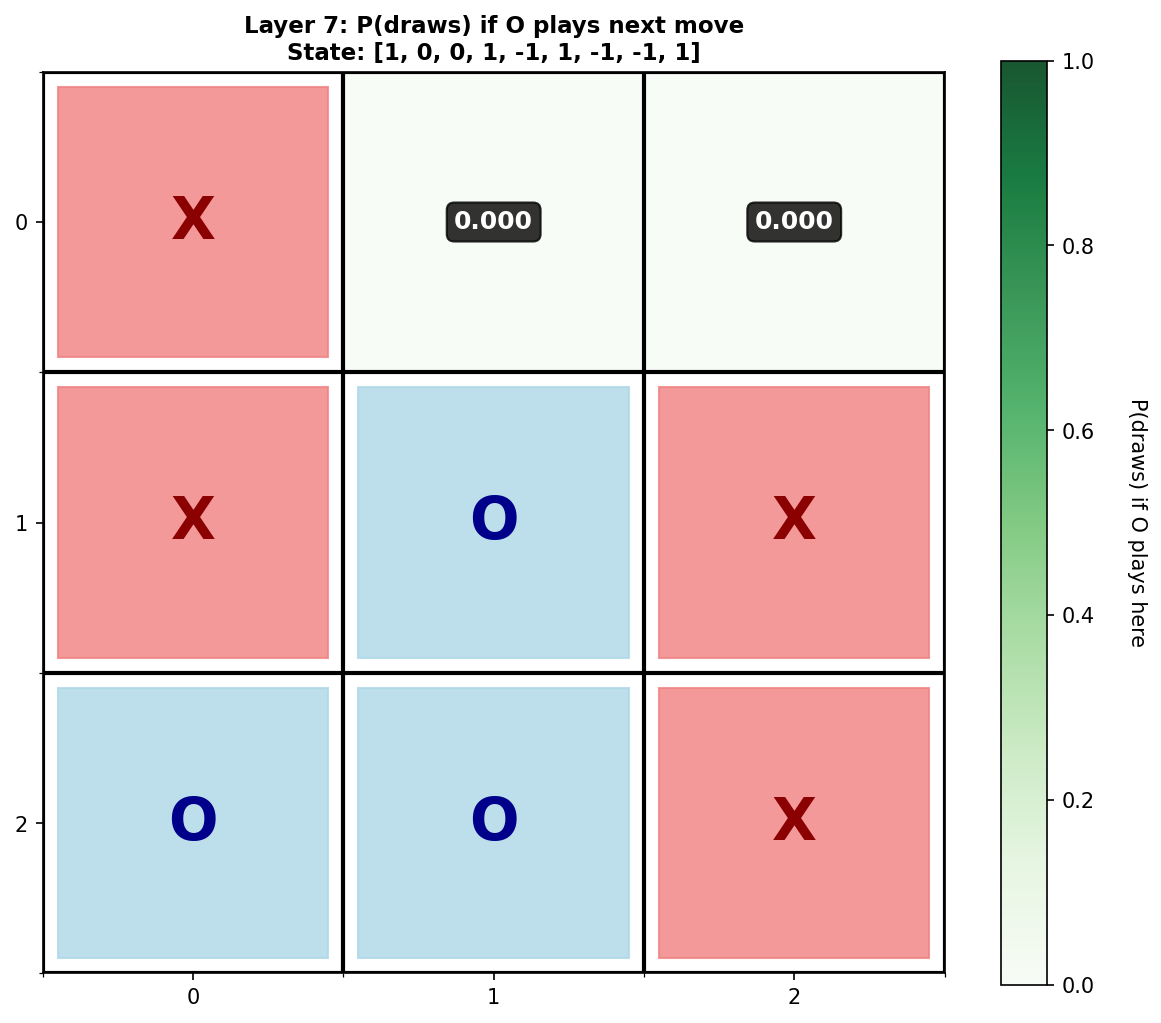 Layer 7: P(draws) if O plays next move
State: [1, 0, 0, 1, -1, 1, -1, -1, 1]
X
0.000
0.000
X
O
X
O
O
X
0
1
2
0
1
2
1.0
0.8
0.6
0.4
0.2
0.0
P(draws) if O plays here